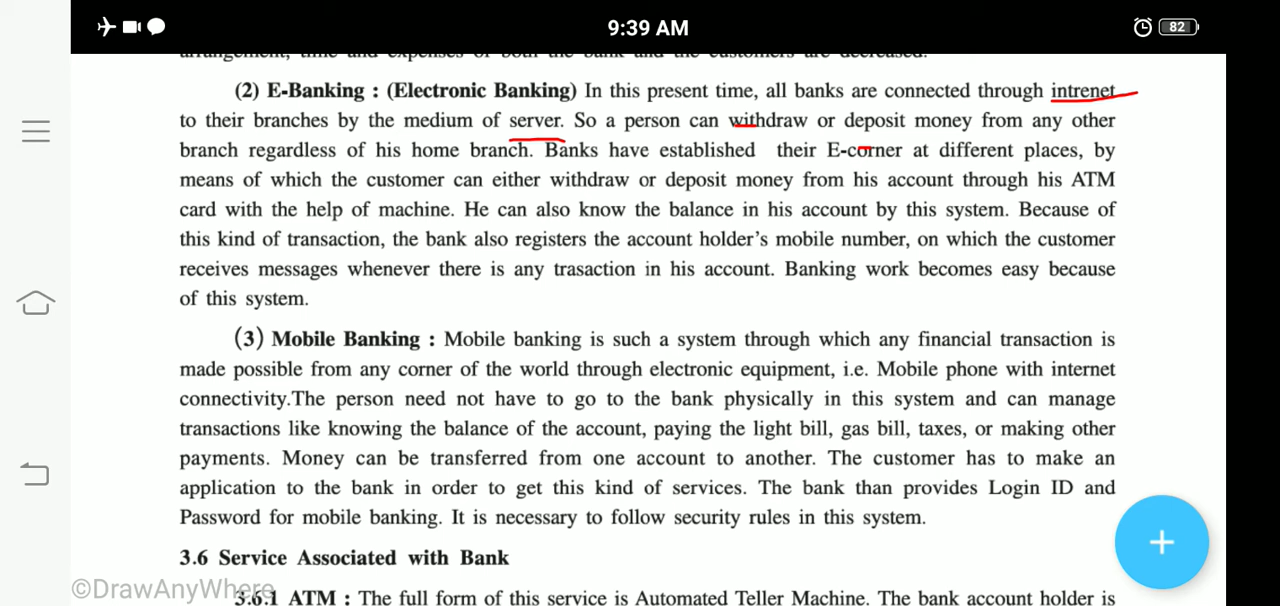 9:39 AM
82
arrangement, time and expenses of both the bank and the customers are decreased.
(2) E-Banking : (Electronic Banking) In this present time, all banks are connected through intrenet
to their branches by the medium of server. So a person can withdraw or deposit money from any other
branch regardless of his home branch. Banks have established their E-corner at different places, by
means of which the customer can either withdraw or deposit money from his account through his ATM
card with the help of machine. He can also know the balance in his account by this system. Because of
this kind of transaction, the bank also registers the account holder's mobile number, on which the customer
receives messages whenever there is any trasaction in his account. Banking work becomes easy because
of this system.
(3) Mobile Banking : Mobile banking is such a system through which any financial transaction is
made possible from any corner of the world through electronic equipment, i.e. Mobile phone with internet
connectivity.The person need not have to go to the bank physically in this system and can manage
transactions like knowing the balance of the account, paying the light bill, gas bill, taxes, or making other
payments. Money can be transferred from one account to another. The customer has to make an
application to the bank in order to get this kind of services. The bank than provides Login ID and
Password for mobile banking. It is necessary to follow security rules in this system.
3.6 Service Associated with Bank
©DrawAnyWhere
3.6.1 ATM : The full form of this service is Automated Teller Machine. The bank account holder is